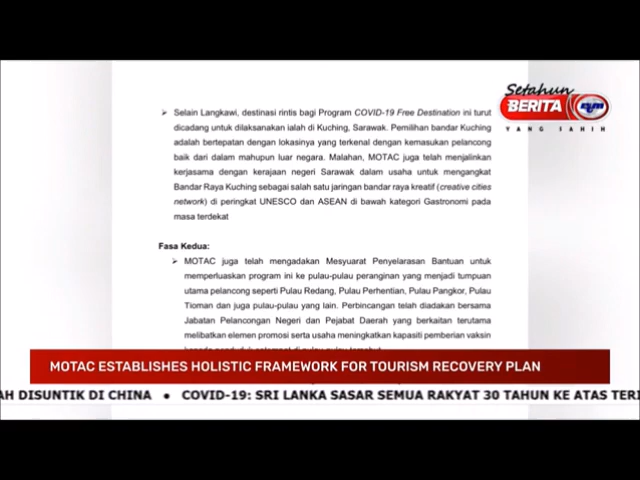 Setahun
BERITA
YANG SAHIH
➢ Selain Langkawi, destinasi rintis bagi Program COVID-19 Free Destination ini turut
dicadang untuk dilaksanakan ialah di Kuching, Sarawak. Pemilihan bandar Kuching
adalah bertepatan dengan lokasinya yang terkenal dengan kemasukan pelancong
baik dari dalam mahupun luar negara. Malahan, MOTAC juga telah menjalinkan
kerjasama dengan kerajaan negeri Sarawak dalam usaha untuk mengangkat
Bandar Raya Kuching sebagai salah satu jaringan bandar raya kreatif (creative cities
network) di peringkat UNESCO dan ASEAN di bawah kategori Gastronomi pada
masa terdekat
Fasa Kedua:
➢ MOTAC juga telah mengadakan Mesyuarat Penyelarasan Bantuan untuk
memperluaskan program ini ke pulau-pulau peranginan yang menjadi tumpuan
utama pelancong seperti Pulau Redang, Pulau Perhentian, Pulau Pangkor, Pulau
Tioman dan juga pulau-pulau yang lain. Perbincangan telah diadakan bersama
Jabatan Pelancongan Negeri dan Pejabat Daerah yang berkaitan terutama
melibatkan elemen promosi serta usaha meningkatkan kapasiti pemberian vaksin
MOTAC ESTABLISHES HOLISTIC FRAMEWORK FOR TOURISM RECOVERY PLAN
AH DISUNTIK DI CHINA • COVID-19: SRI LANKA SASAR SEMUA RAKYAT 30 TAHUN KE ATAS TERI